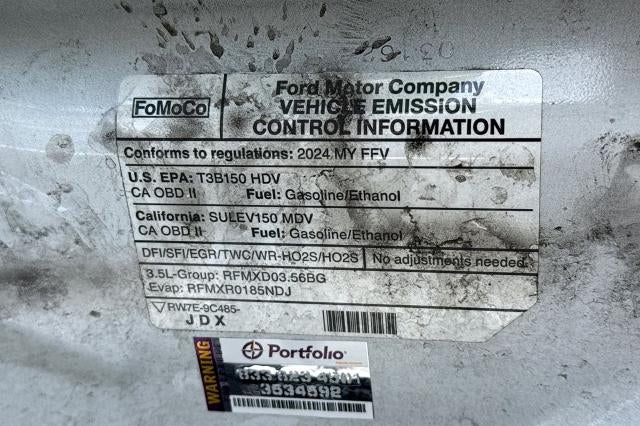 FoMoCo
Ford Motor Company
VEHICLE EMISSION
CONTROL INFORMATION
Conforms to regulations: 2024 MY FFV
U.S. EPA: T3B150 HDV
CA OBD II Fuel: Gasoline/Ethanol
California: SULEV150 MDV
CA OBD II Fuel: Gasoline/Ethanol
DFI/SFI/EGR/TWC/WR-HO2S/HO2S No adjustments needed.
3.5L-Group: RFMXD03.56BG
Evap: RFMXR0185NDJ
RW7E-9C485-
JDX
WARNING
Portfolio
3534592